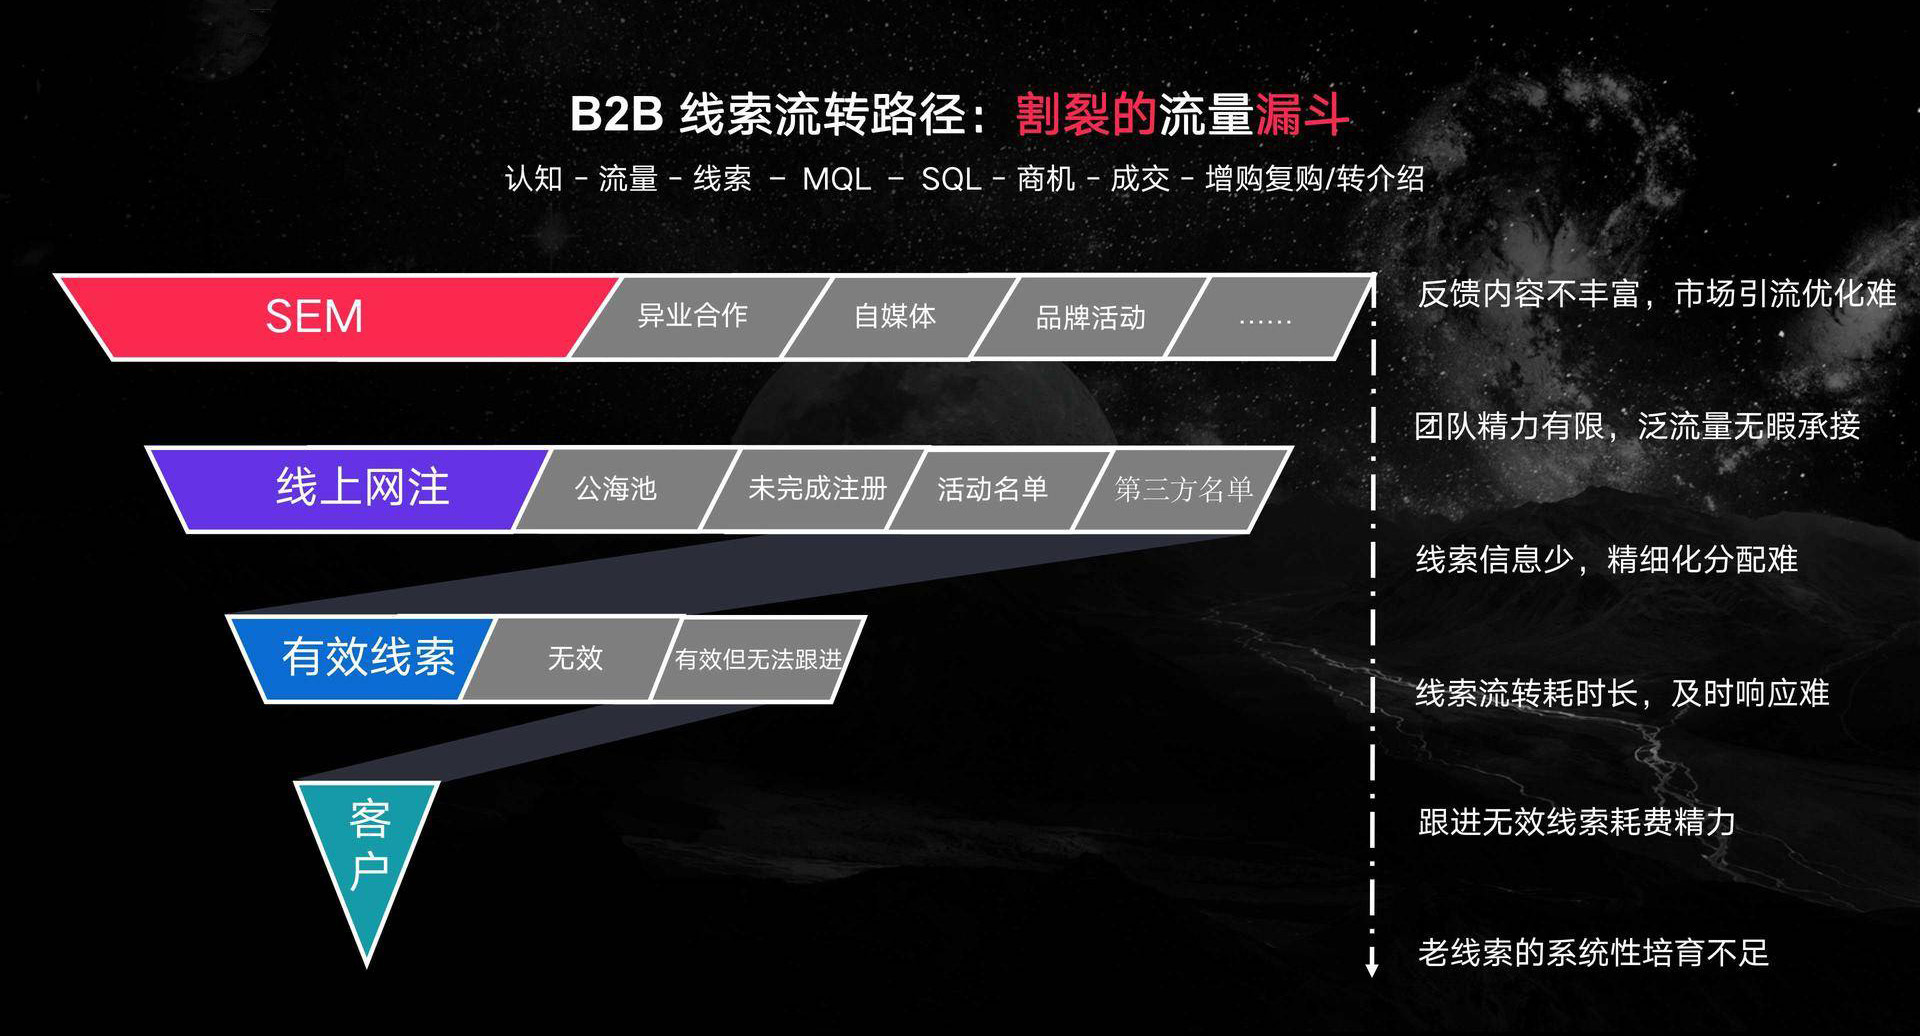 B2B 线索流转路径：割裂的流量漏斗
认知 - 流量 - 线索 - MQL - SQL - 商机 - 成交 - 增购复购/转介绍
SEM
异业合作
自媒体
品牌活动
......
反馈内容不丰富，市场引流优化难
团队精力有限，泛流量无暇承接
线上网注
公海池
未完成注册
活动名单
第三方名单
线索信息少，精细化分配难
有效线索
无效
有效但无法跟进
线索流转耗时长，及时响应难
客
户
跟进无效线索耗费精力
老线索的系统性培育不足